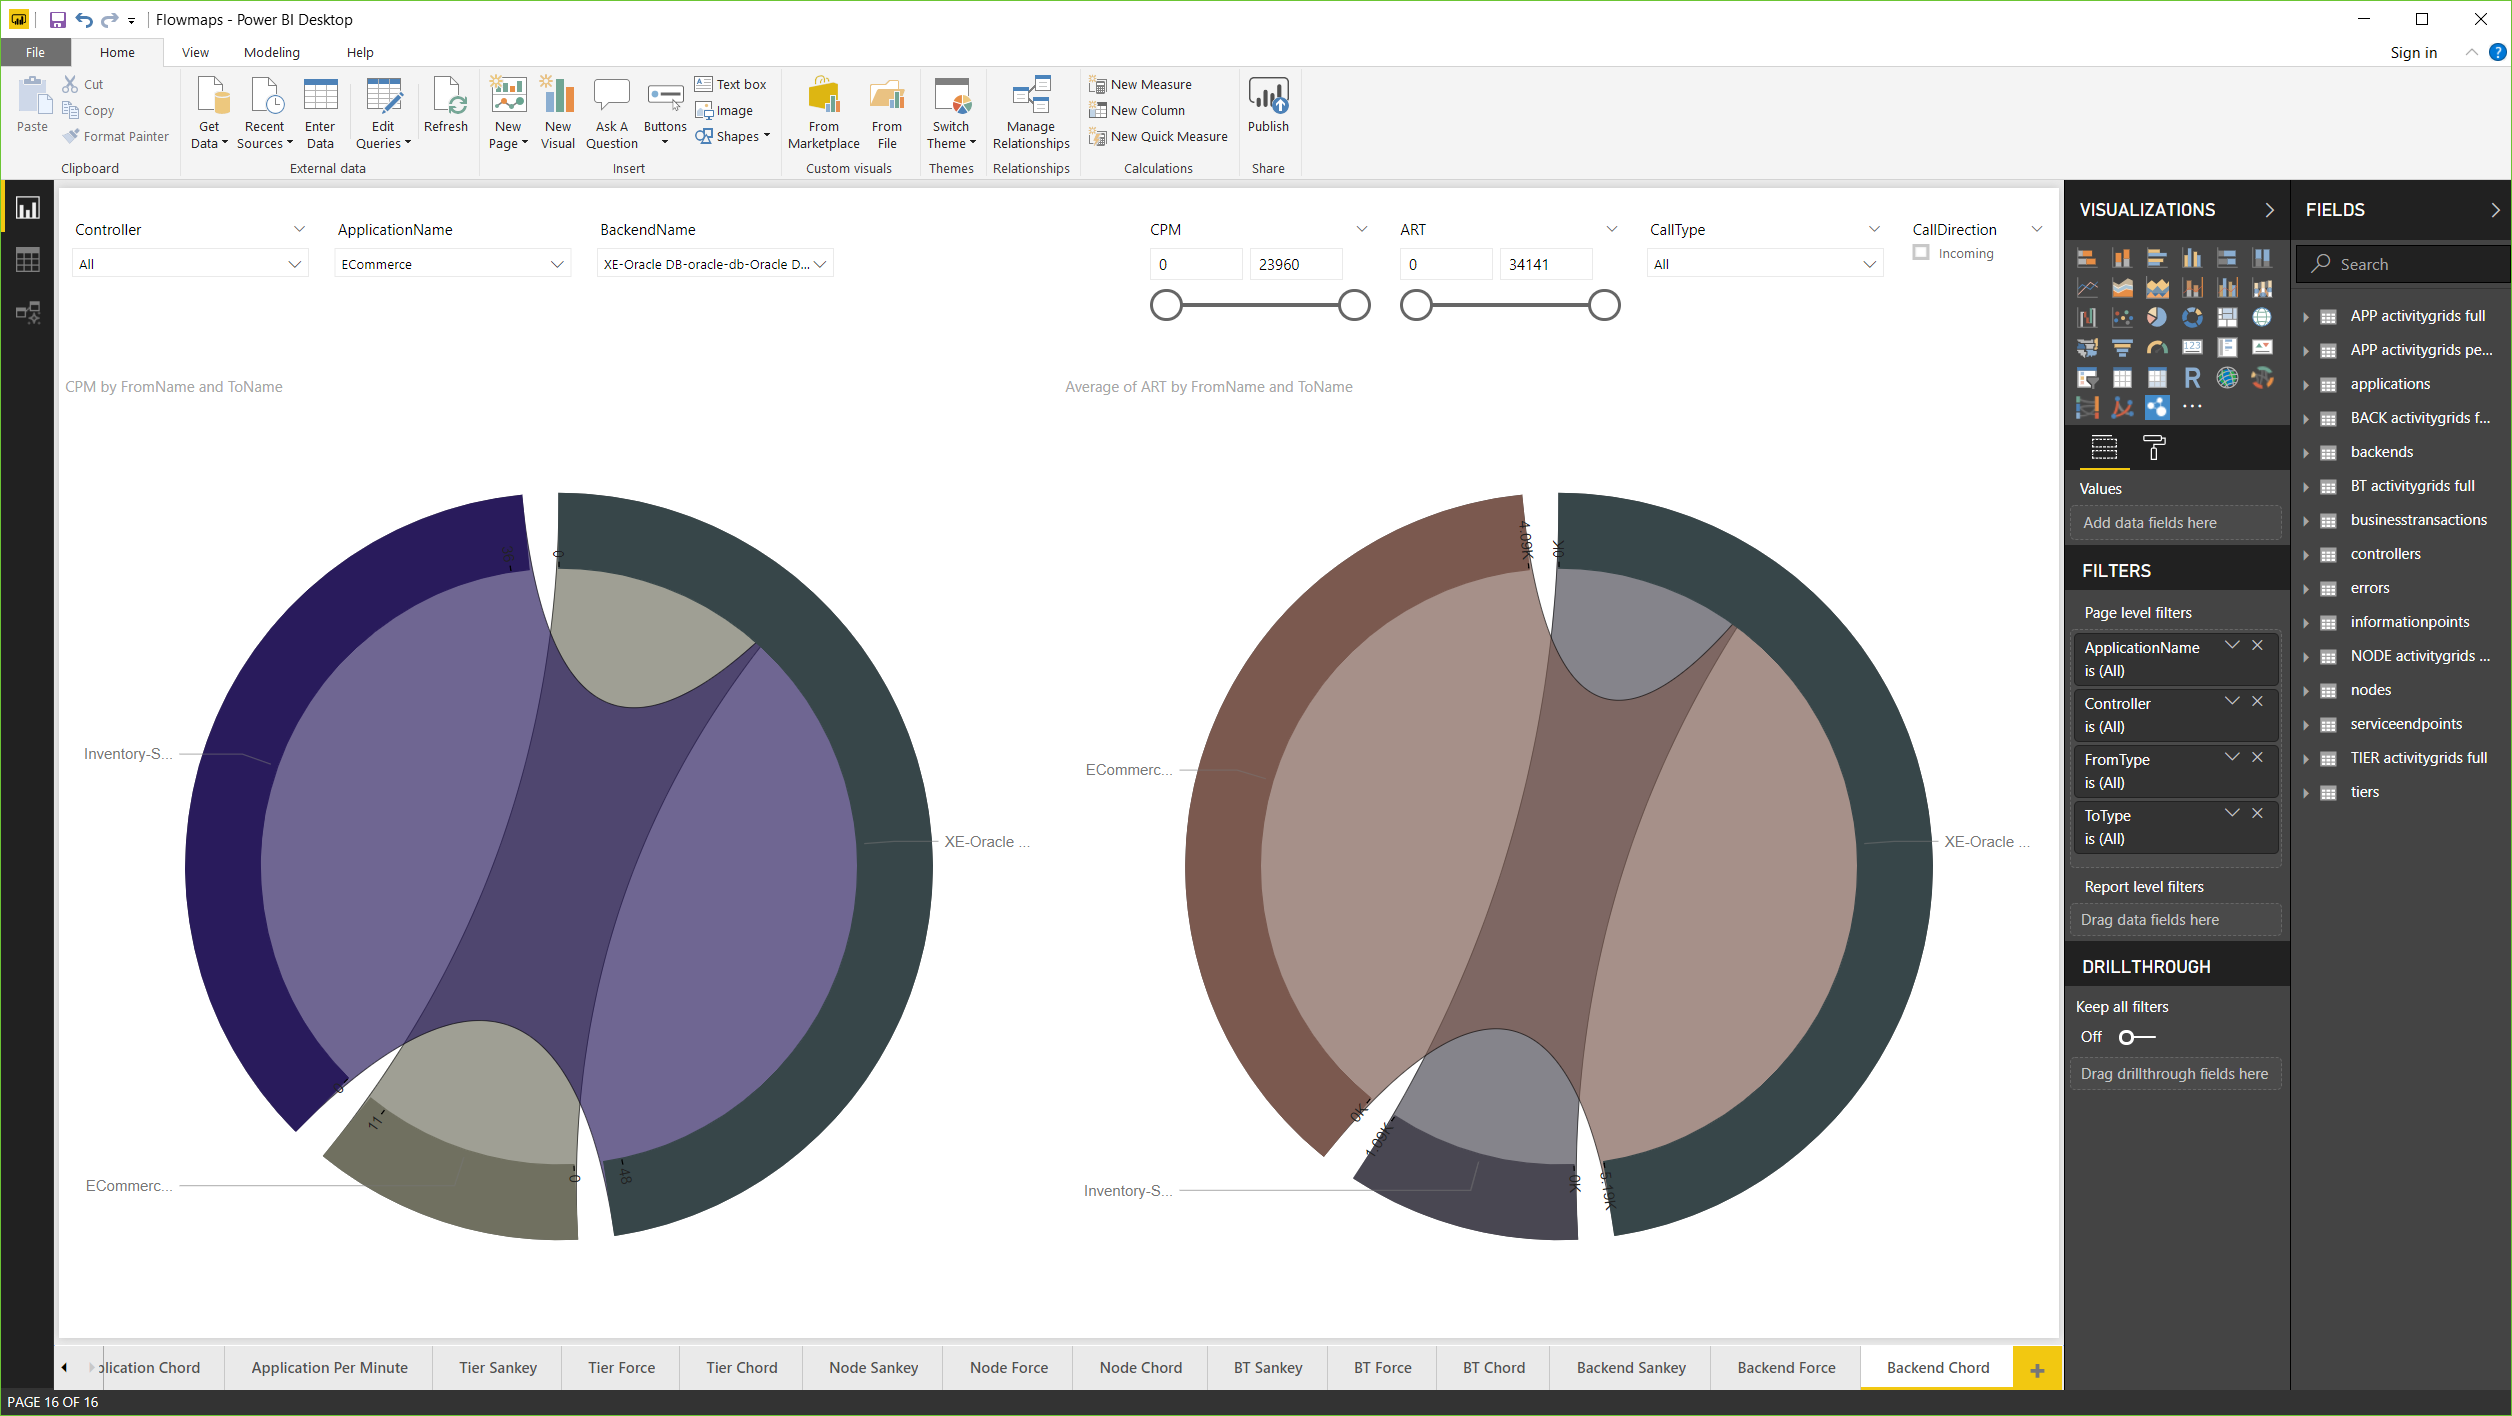 Flowmaps - Power BI Desktop
File Home View Modeling Help Sign in
Paste
Cut
Copy
Format Painter
Clipboard
Get Data
Recent Sources
Enter Data
Edit Queries
Refresh
External data
New Page
New Visual
Ask A Question
Buttons
Text box
Image
Shapes
Insert
From Marketplace
From File
Custom visuals
Switch Theme
Themes
Manage Relationships
Relationships
New Measure
New Column
New Quick Measure
Calculations
Publish
Share
Controller
All
ApplicationName
ECommerce
BackendName
XE-Oracle DB-oracle-db-Oracle D...
CPM
0 23960
ART
0 34141
CallType
All
CallDirection
Incoming
CPM by FromName and ToName
0
Inventory-S...
XE-Oracle ...
11
0
48
ECommerc...
Average of ART by FromName and ToName
4.09K
0K
ECommerc...
XE-Oracle ...
0K
1.09K
0K
5.19K
Inventory-S...
VISUALIZATIONS
123
R
Values
Add data fields here
FILTERS
Page level filters
ApplicationName
is (All)
Controller
is (All)
FromType
is (All)
ToType
is (All)
Report level filters
Drag data fields here
DRILLTHROUGH
Keep all filters
Off
Drag drillthrough fields here
FIELDS
Search
APP activitygrids full
APP activitygrids pe...
applications
BACK activitygrids f...
backends
BT activitygrids full
businesstransactions
controllers
errors
informationpoints
NODE activitygrids ...
nodes
serviceendpoints
TIER activitygrids full
tiers
plication Chord Application Per Minute Tier Sankey Tier Force Tier Chord Node Sankey Node Force Node Chord BT Sankey BT Force BT Chord Backend Sankey Backend Force Backend Chord
PAGE 16 OF 16